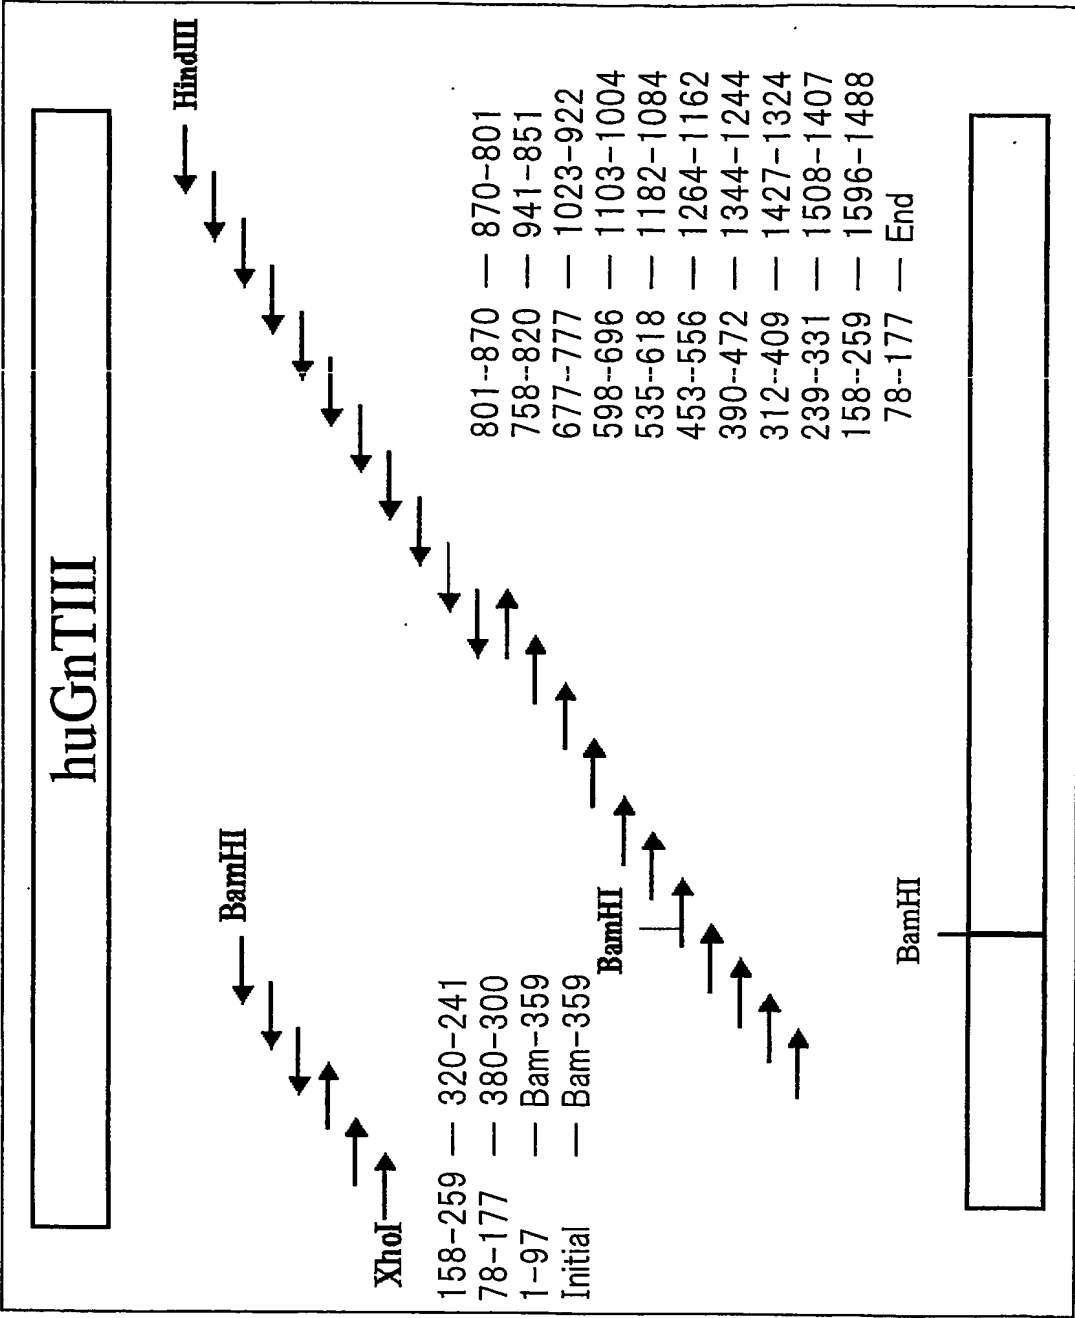 huGnTIII
HindIII
BamHI
XhoI
158-259 — 320-241
78-177 — 380-300
1-97 — Bam-359
Initial — Bam-359
BamHI
801--870 — 870-801
758--820 — 941-851
677--777 — 1023-922
598--696 — 1103-1004
535--618 — 1182-1084
453--556 — 1264-1162
390--472 — 1344-1244
312--409 — 1427-1324
239--331 — 1508-1407
158--259 — 1596-1488
78--177 — End
BamHI